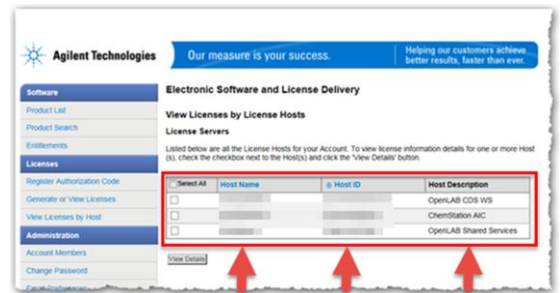 Agilent Technologies
Our measure is your success.
Helping our customers achieve
better results, faster than ever.
Software
Product List
Product Search
Entitlements
Licenses
Register Authorization Code
Generate or View Licenses
View Licenses by Host
Administration
Account Members
Change Password
Email Preferences
Electronic Software and License Delivery
View Licenses by License Hosts
License Servers
Listed below are all the License Hosts for your Account. To view license information details for one or more Host
(s), check the checkbox next to the Host(s) and click the 'View Details' button.
Select All Host Name Host ID Host Description
OpenLAB CDS WS
ChemStation AIC
OpenLAB Shared Services
View Details